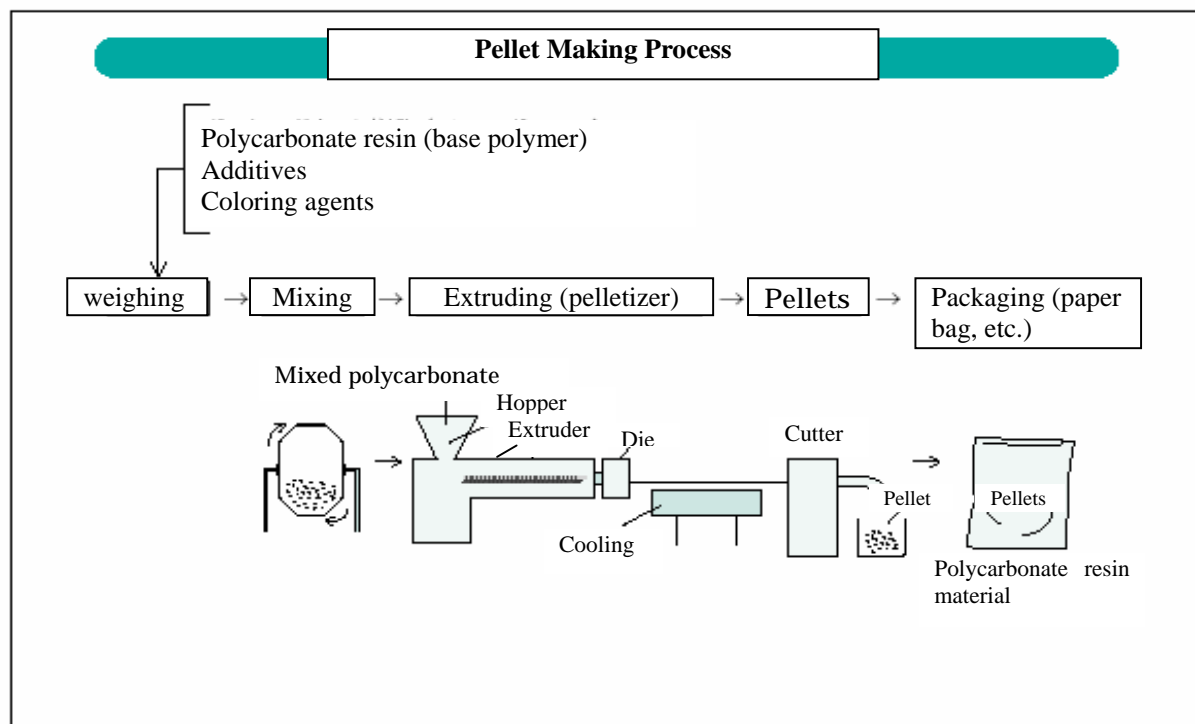 Pellet Making Process
Polycarbonate resin (base polymer)
Additives
Coloring agents
weighing
Mixing
Extruding (pelletizer)
Pellets
Packaging (paper
bag, etc.)
Mixed polycarbonate
Hopper
Extruder
Die
Cutter
Pellet
Pellets
Cooling
Polycarbonate resin
material